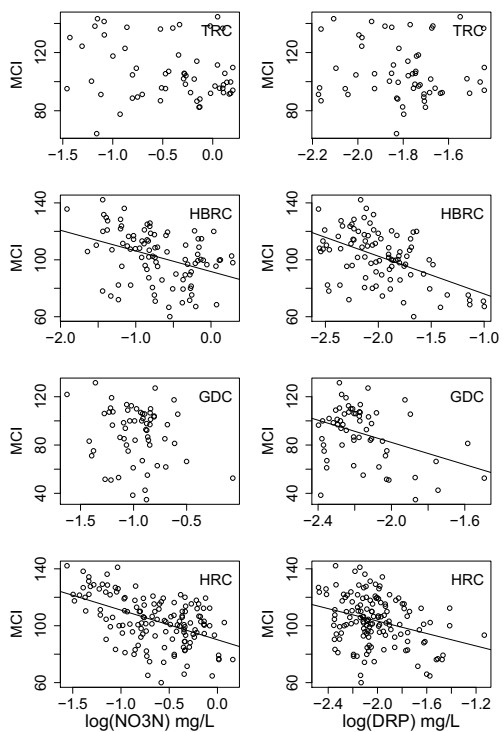 TRC
TRC
MCI
MCI
80
100
120
140
80
100
120
140
−1.5 −1.0 −0.5 0.0
−2.2 −2.0 −1.8 −1.6
HBRC
HBRC
MCI
MCI
60
100
140
60
100
140
−2.0 −1.0 0.0
−2.5 −2.0 −1.5 −1.0
GDC
GDC
MCI
MCI
40
80
120
40
80
120
−1.5 −1.0 −0.5
−2.4 −2.0 −1.6
HRC
HRC
MCI
MCI
60
100
140
60
100
140
−1.5 −1.0 −0.5 0.0
−2.4 −2.0 −1.6 −1.2
log(NO3N) mg/L
log(DRP) mg/L